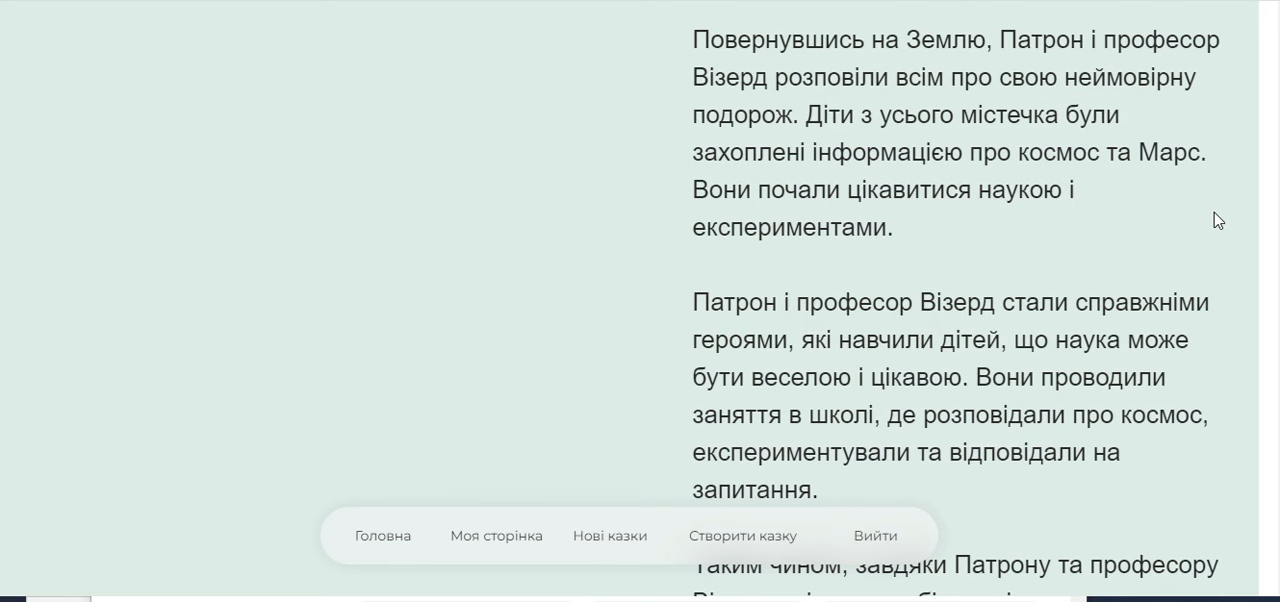 Повернувшись на Землю, Патрон і професор
Візерд розповіли всім про свою неймовірну
подорож. Діти з усього містечка були
захоплені інформацією про космос та Марс.
Вони почали цікавитися наукою і
експериментами.
Патрон і професор Візерд стали справжніми
героями, які навчили дітей, що наука може
бути веселою і цікавою. Вони проводили
заняття в школі, де розповідали про космос,
експериментували та відповідали на
запитання.
Головна Моя сторінка Нові казки Створити казку Вийти
Таким чином, завдяки Патрону та професору